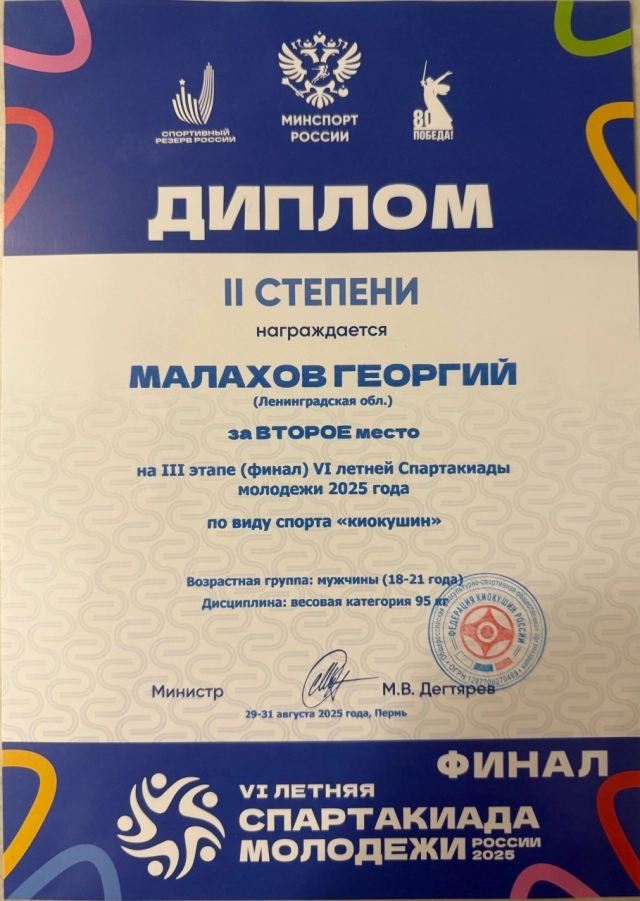 СПОРТИВНЫЙ
РЕЗЕРВ РОССИИ
МИНСПОРТ
РОССИИ
80
ПОБЕДА!
ДИПЛОМ
II СТЕПЕНИ
награждается
МАЛАХОВ ГЕОРГИЙ
(Ленинградская обл.)
за ВТОРОЕ место
на III этапе (финал) VI летней Спартакиады
молодежи 2025 года
по виду спорта «киокушин»
Возрастная группа: мужчины (18-21 года)
Дисциплина: весовая категория 95 кг
ФЕДЕРАЦИЯ КИОКУШИН РОССИИ
Министр
М.В. Дегтярев
29-31 августа 2025 года, Пермь
ФИНАЛ
VI ЛЕТНЯЯ
СПАРТАКИАДА
МОЛОДЕЖИ РОССИИ
2025